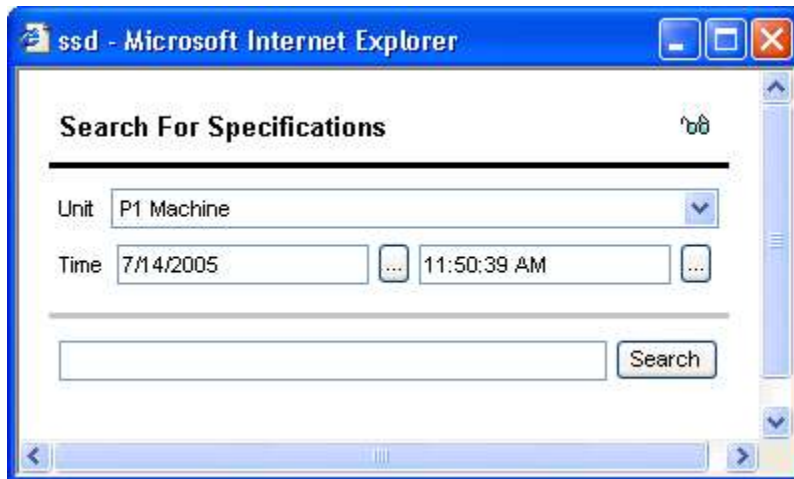 ssd - Microsoft Internet Explorer
Search For Specifications
Unit P1 Machine
Time 7/14/2005 ... 11:50:39 AM ...
Search